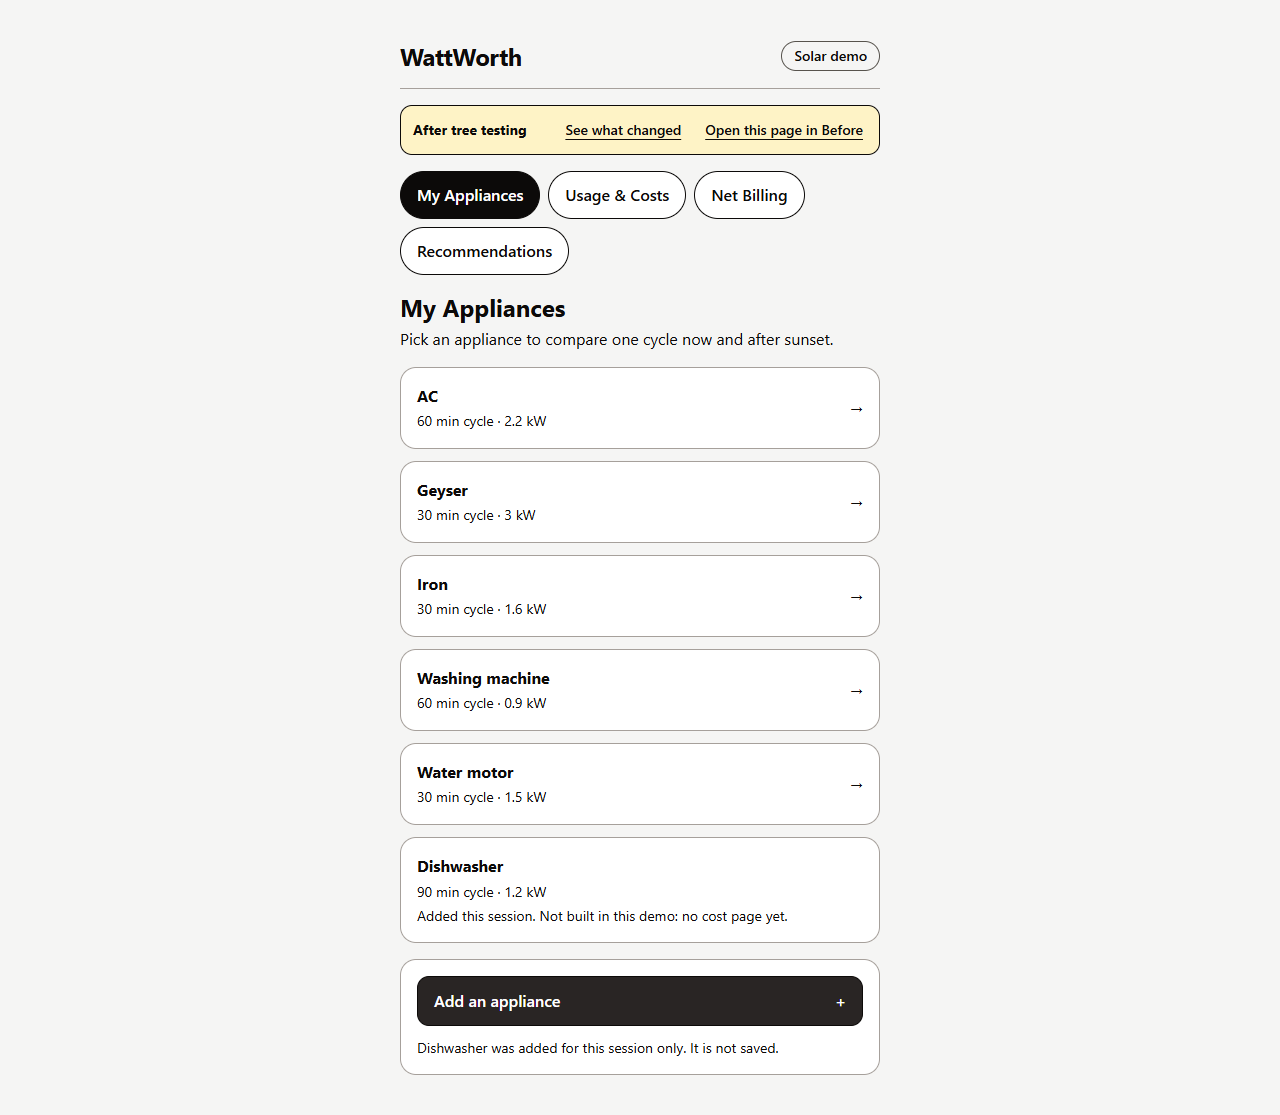 WattWorth
Solar demo
After tree testing
See what changed
Open this page in Before
My Appliances
Usage & Costs
Net Billing
Recommendations
My Appliances
Pick an appliance to compare one cycle now and after sunset.
AC
60 min cycle · 2.2 kW
→
Geyser
30 min cycle · 3 kW
→
Iron
30 min cycle · 1.6 kW
→
Washing machine
60 min cycle · 0.9 kW
→
Water motor
30 min cycle · 1.5 kW
→
Dishwasher
90 min cycle · 1.2 kW
Added this session. Not built in this demo: no cost page yet.
Add an appliance +
Dishwasher was added for this session only. It is not saved.